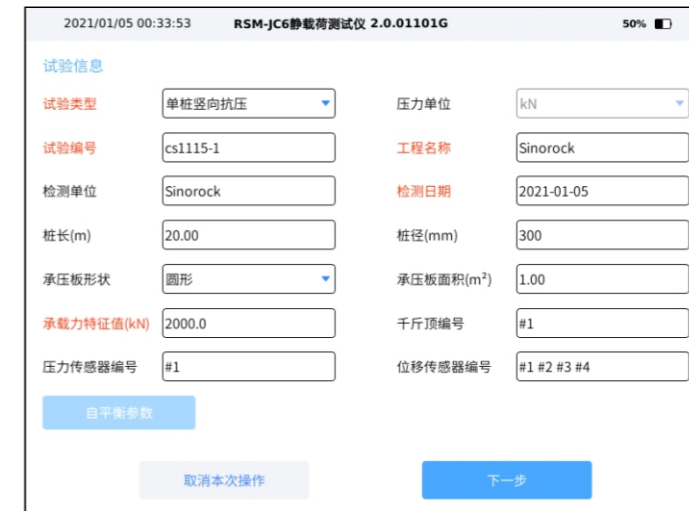 2021/01/05 00:33:53 RSM-JC6静载荷测试仪 2.0.01101G 50%
试验信息
试验类型 单桩竖向抗压 压力单位 kN
试验编号 cs1115-1 工程名称 Sinorock
检测单位 Sinorock 检测日期 2021-01-05
桩长(m) 20.00 桩径(mm) 300
承压板形状 圆形 承压板面积(m²) 1.00
承载力特征值(kN) 2000.0 千斤顶编号 #1
压力传感器编号 #1 位移传感器编号 #1 #2 #3 #4
自平衡参数
取消本次操作 下一步